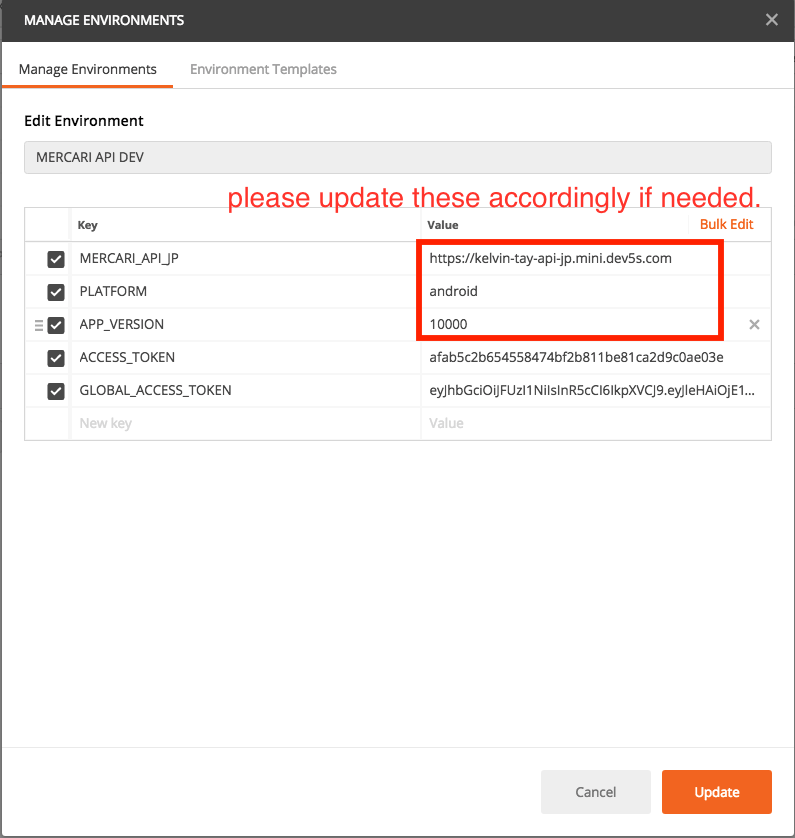 MANAGE ENVIRONMENTS
Manage Environments Environment Templates
Edit Environment
MERCARI API DEV
please update these accordingly if needed.
Key Value Bulk Edit
MERCARI_API_JP https://kelvin-tay-api-jp.mini.dev5s.com
PLATFORM android
APP_VERSION 10000
ACCESS_TOKEN afab5c2b654558474bf2b811be81ca2d9c0ae03e
GLOBAL_ACCESS_TOKEN eyJhbGciOiJFUzI1NiIsInR5cCI6IkpXVCJ9.eyJleHAiOjE1...
New key Value
Cancel Update